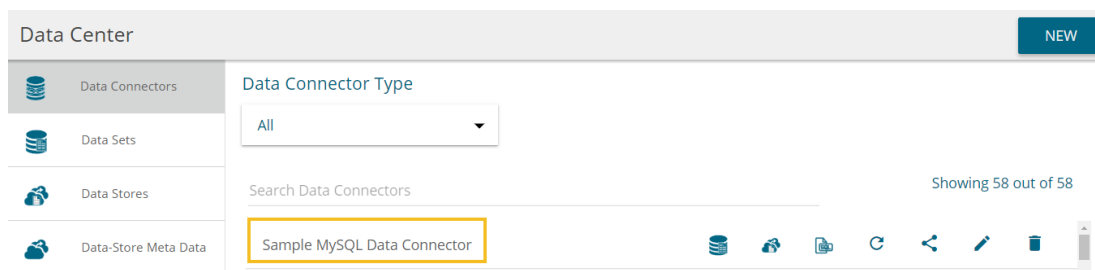 Data Center
NEW
Data Connectors
Data Sets
Data Stores
Data-Store Meta Data
Data Connector Type
All
Search Data Connectors
Showing 58 out of 58
Sample MySQL Data Connector